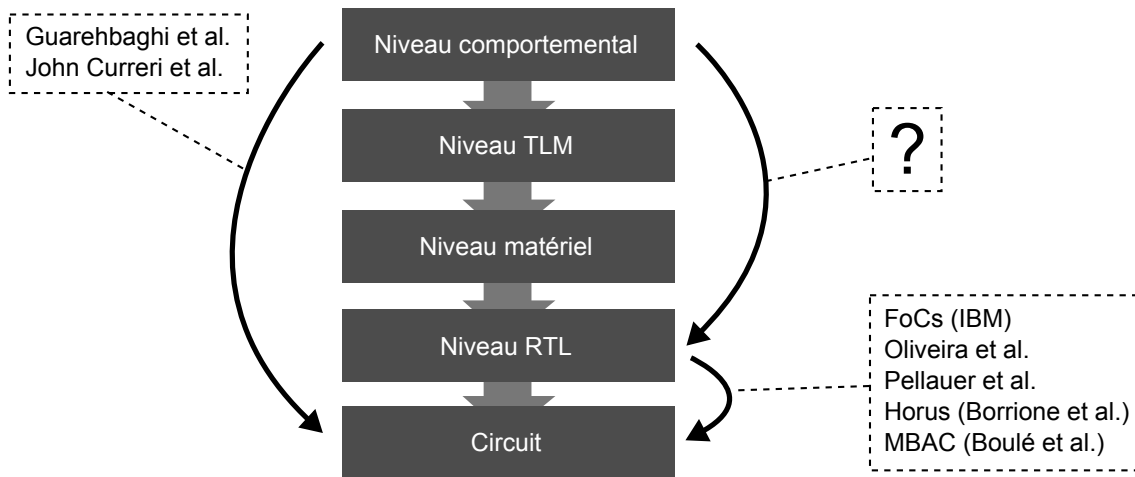 Guarehbaghi et al.
John Curreri et al.
Niveau comportemental
Niveau TLM
?
Niveau matériel
Niveau RTL
FoCs (IBM)
Oliveira et al.
Pellauer et al.
Horus (Borrione et al.)
MBAC (Boulé et al.)
Circuit